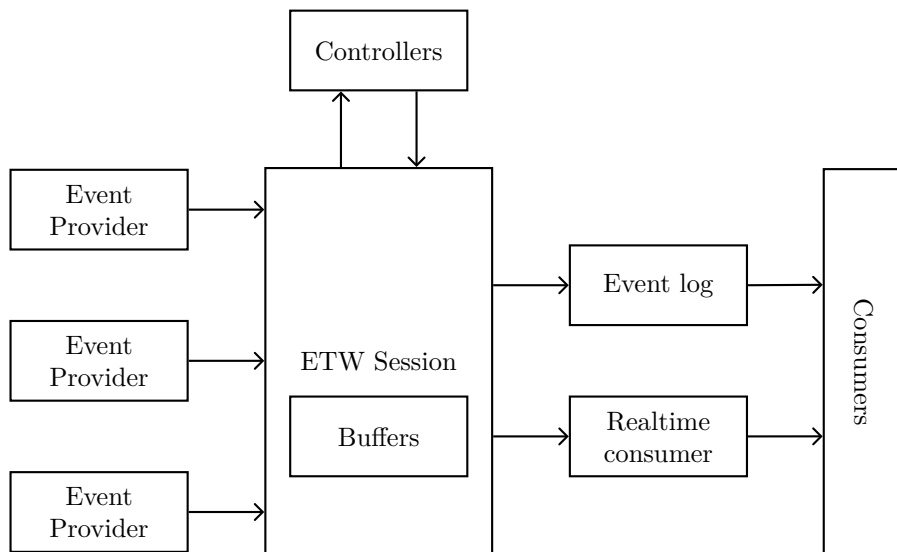 Controllers
Event
Provider
Event
Provider
Event
Provider
ETW Session
Buffers
Event log
Realtime
consumer
Consumers